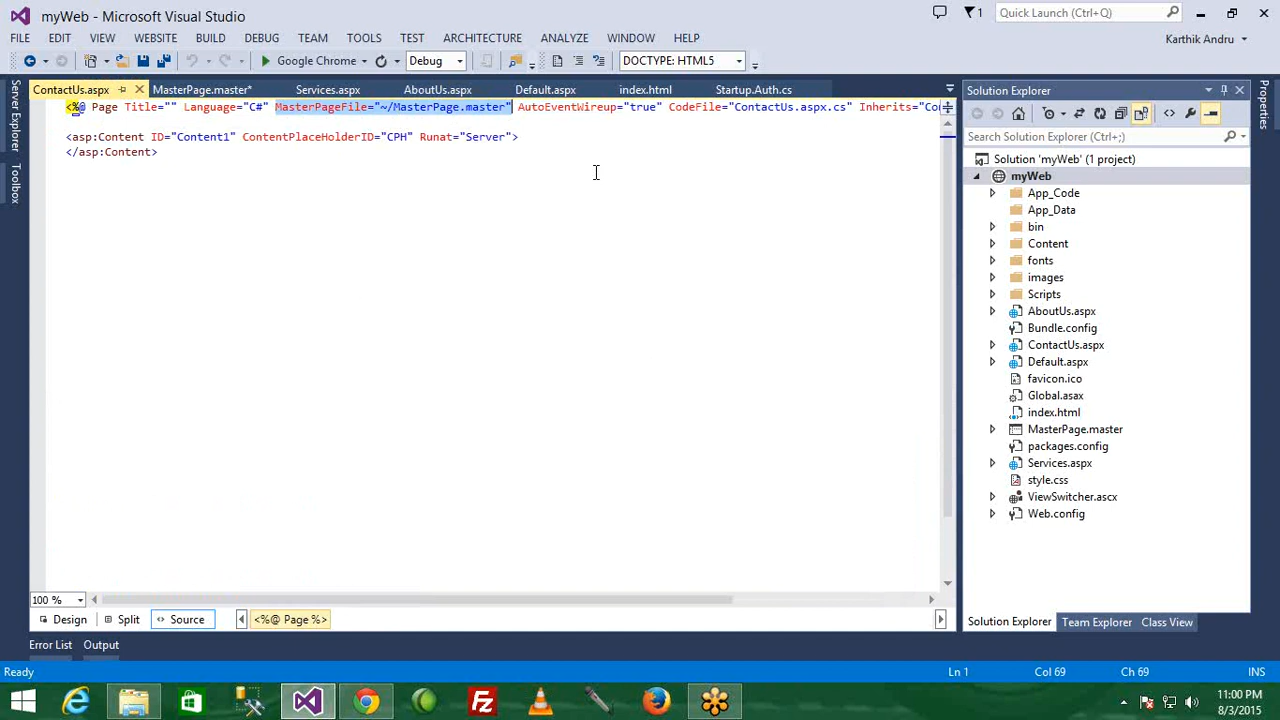 myWeb - Microsoft Visual Studio
1
Quick Launch (Ctrl+Q)
FILE EDIT VIEW WEBSITE BUILD DEBUG TEAM TOOLS TEST ARCHITECTURE ANALYZE WINDOW HELP
Karthik Andru
Google Chrome
Debug
DOCTYPE: HTML5
ContactUs.aspx MasterPage.master* Services.aspx AboutUs.aspx Default.aspx index.html Startup.Auth.cs
<%@ Page Title="" Language="C#" MasterPageFile="~/MasterPage.master" AutoEventWireup="true" CodeFile="ContactUs.aspx.cs" Inherits="Co
<asp:Content ID="Content1" ContentPlaceHolderID="CPH" Runat="Server">
</asp:Content>
Server Explorer
Toolbox
Solution Explorer
Search Solution Explorer (Ctrl+;)
Solution 'myWeb' (1 project)
myWeb
App_Code
App_Data
bin
Content
fonts
images
Scripts
AboutUs.aspx
Bundle.config
ContactUs.aspx
Default.aspx
favicon.ico
Global.asax
index.html
MasterPage.master
packages.config
Services.aspx
style.css
ViewSwitcher.ascx
Web.config
Properties
100 %
Design Split Source <%@ Page %>
Solution Explorer Team Explorer Class View
Error List Output
Ready Ln 1 Col 69 Ch 69 INS
11:00 PM
8/3/2015